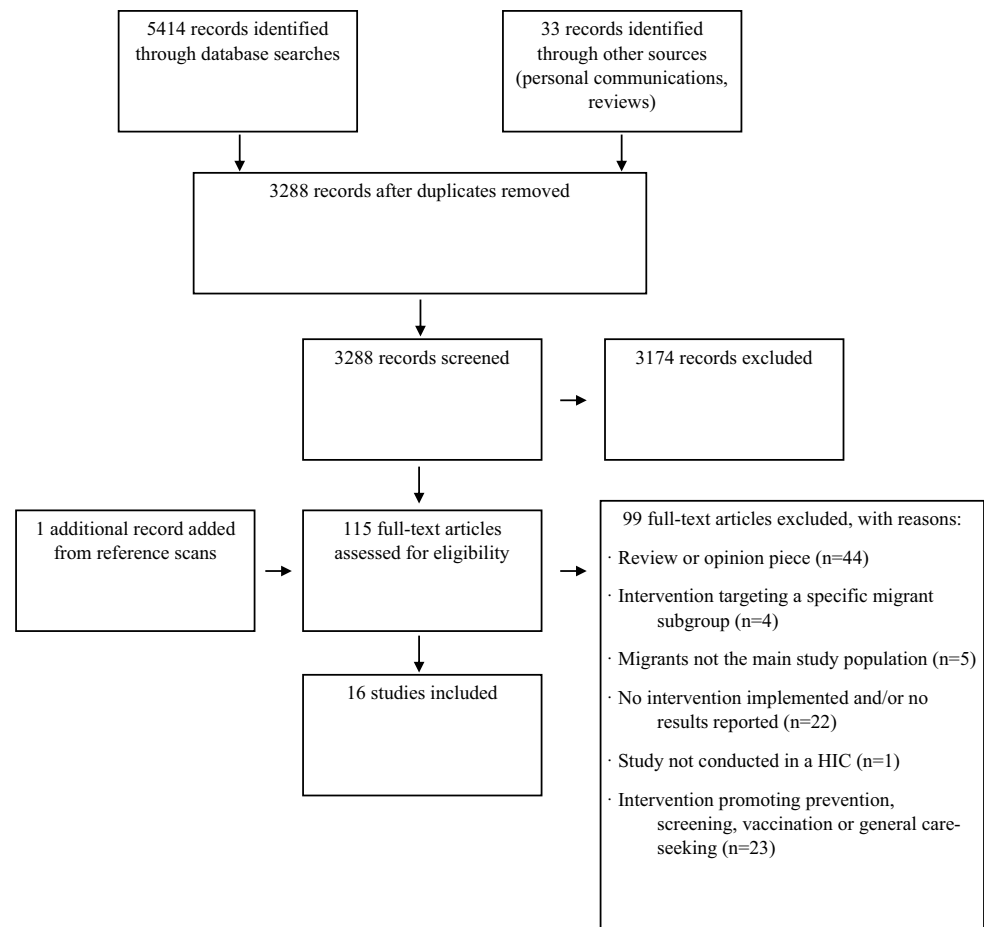 5414 records identified
through database searches
33 records identified
through other sources
(personal communications,
reviews)
3288 records after duplicates removed
3288 records screened
3174 records excluded
1 additional record added
from reference scans
115 full-text articles
assessed for eligibility
99 full-text articles excluded, with reasons:
· Review or opinion piece (n=44)
· Intervention targeting a specific migrant
subgroup (n=4)
· Migrants not the main study population (n=5)
· No intervention implemented and/or no
results reported (n=22)
· Study not conducted in a HIC (n=1)
· Intervention promoting prevention,
screening, vaccination or general care-
seeking (n=23)
16 studies included